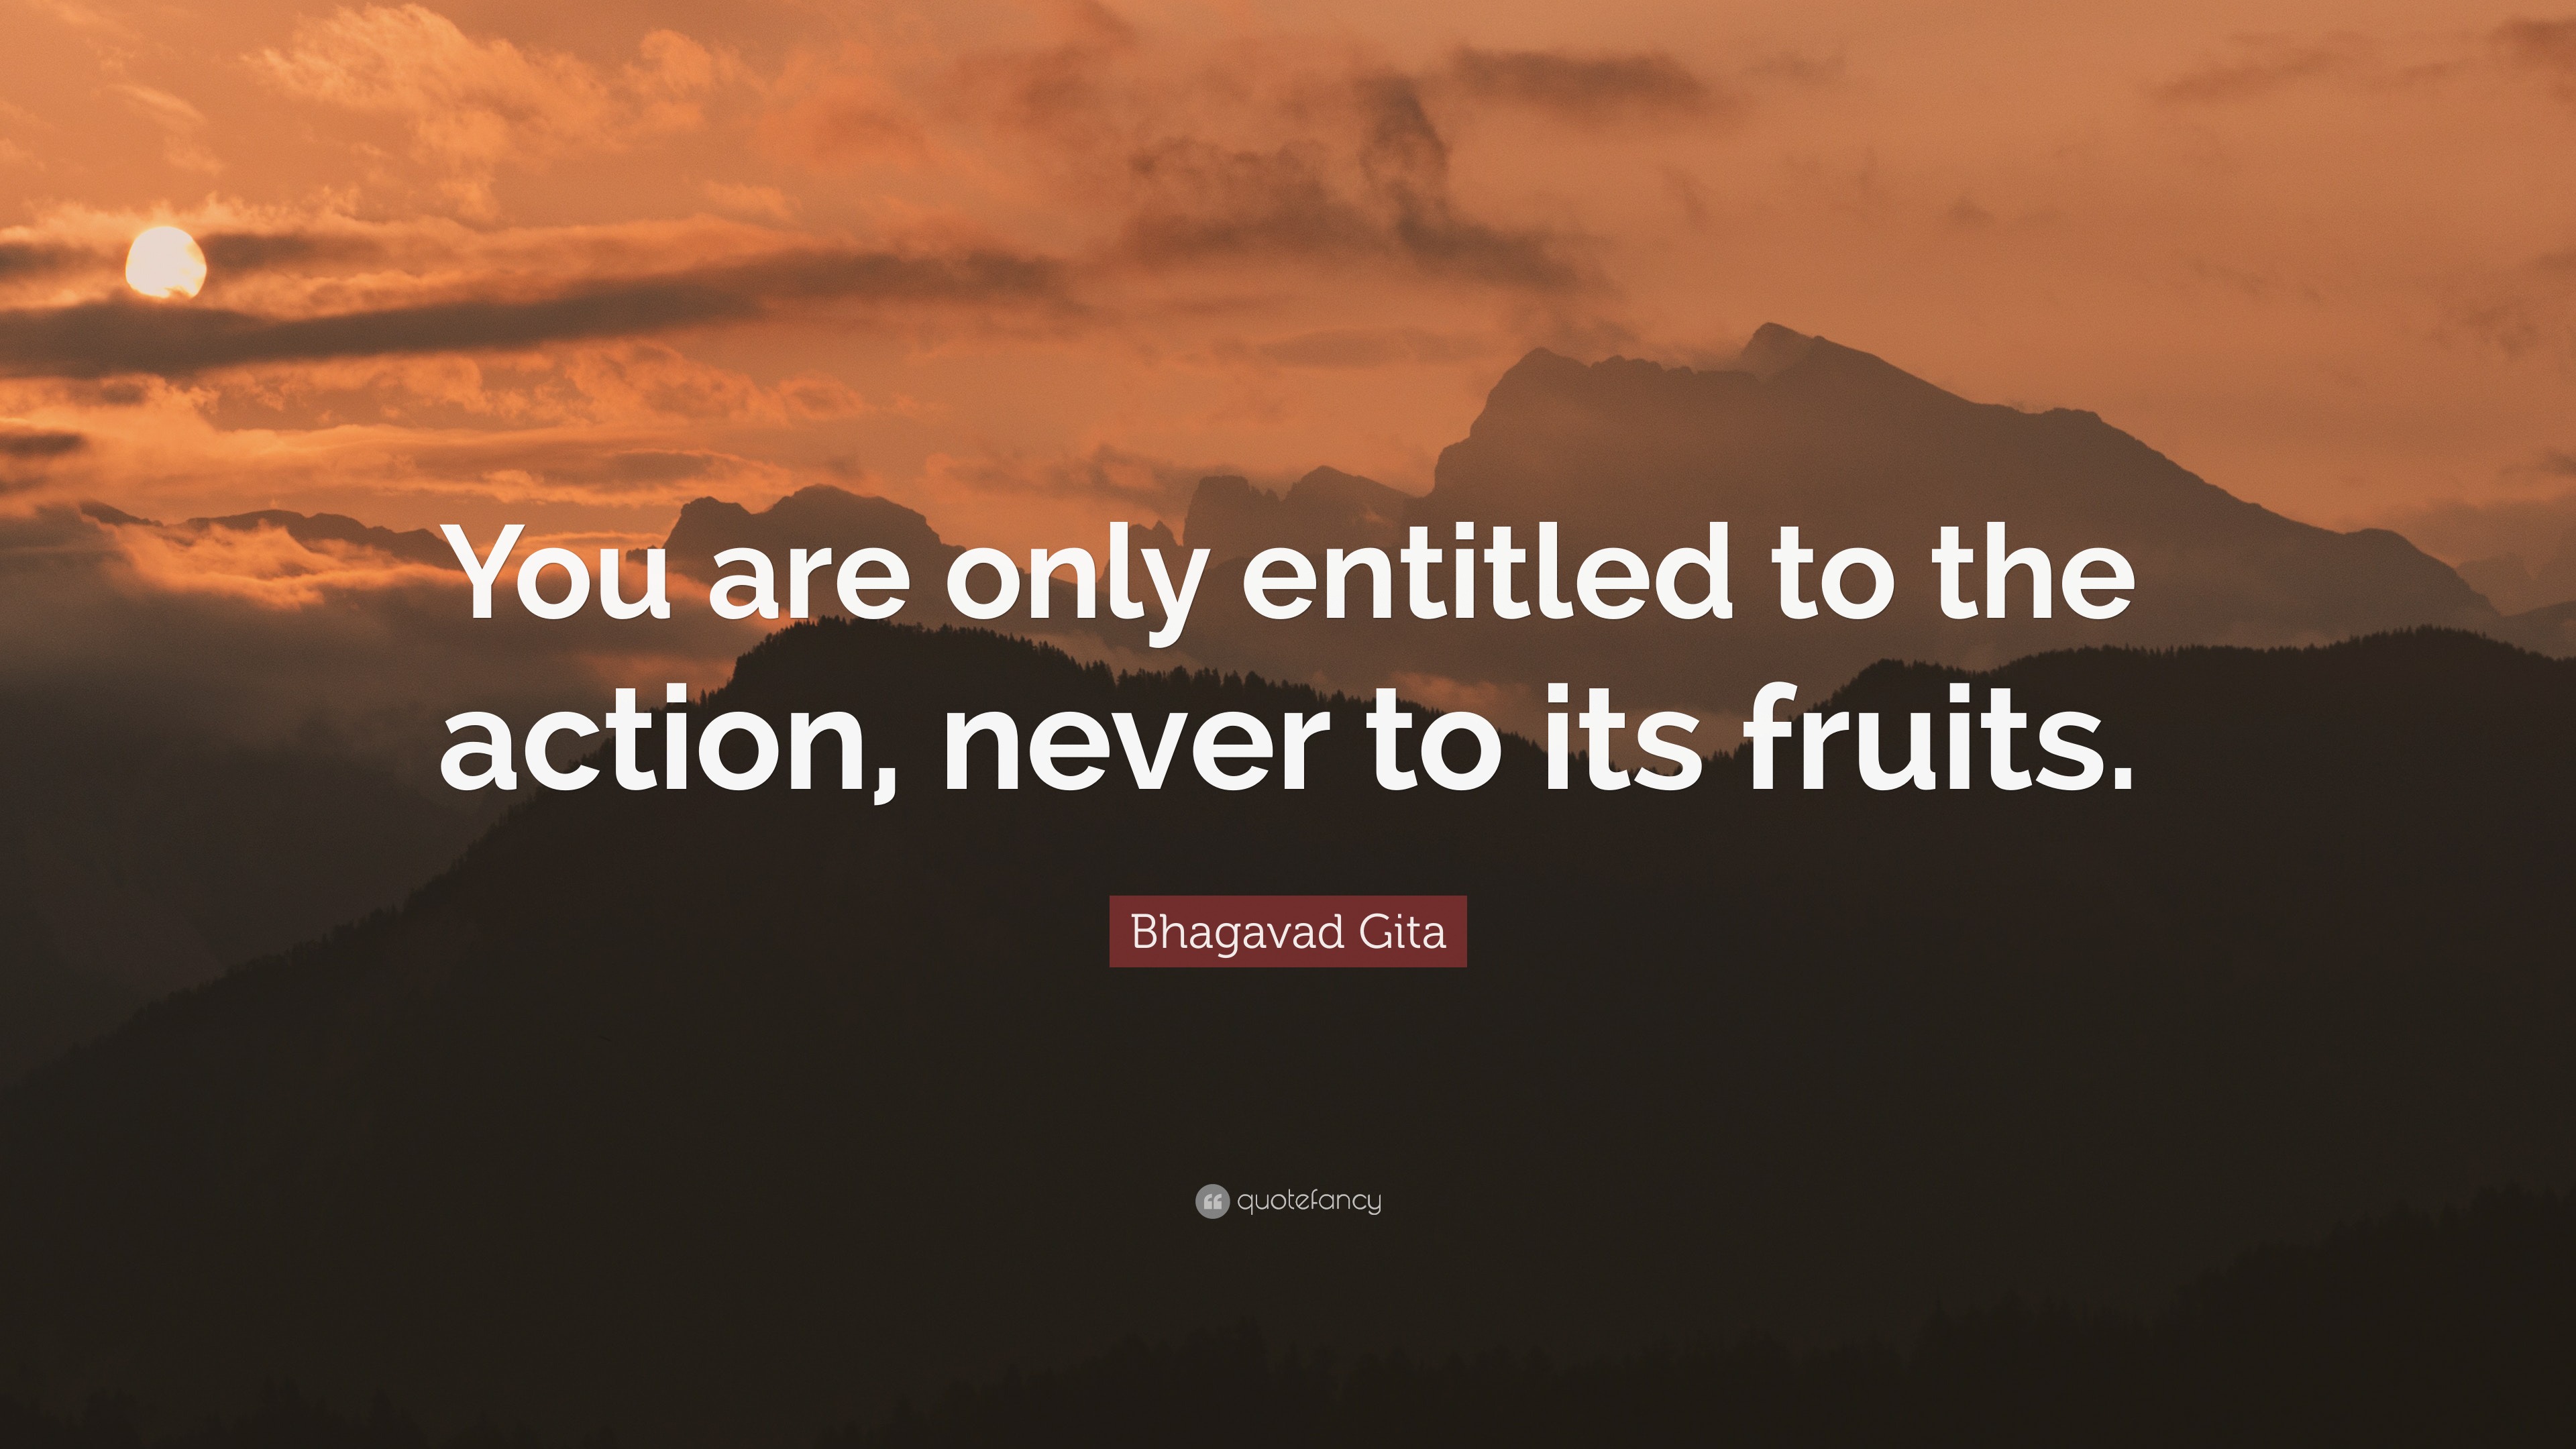 You are only entitled to the
action, never to its fruits.
Bhagavad Gita
quotefancy